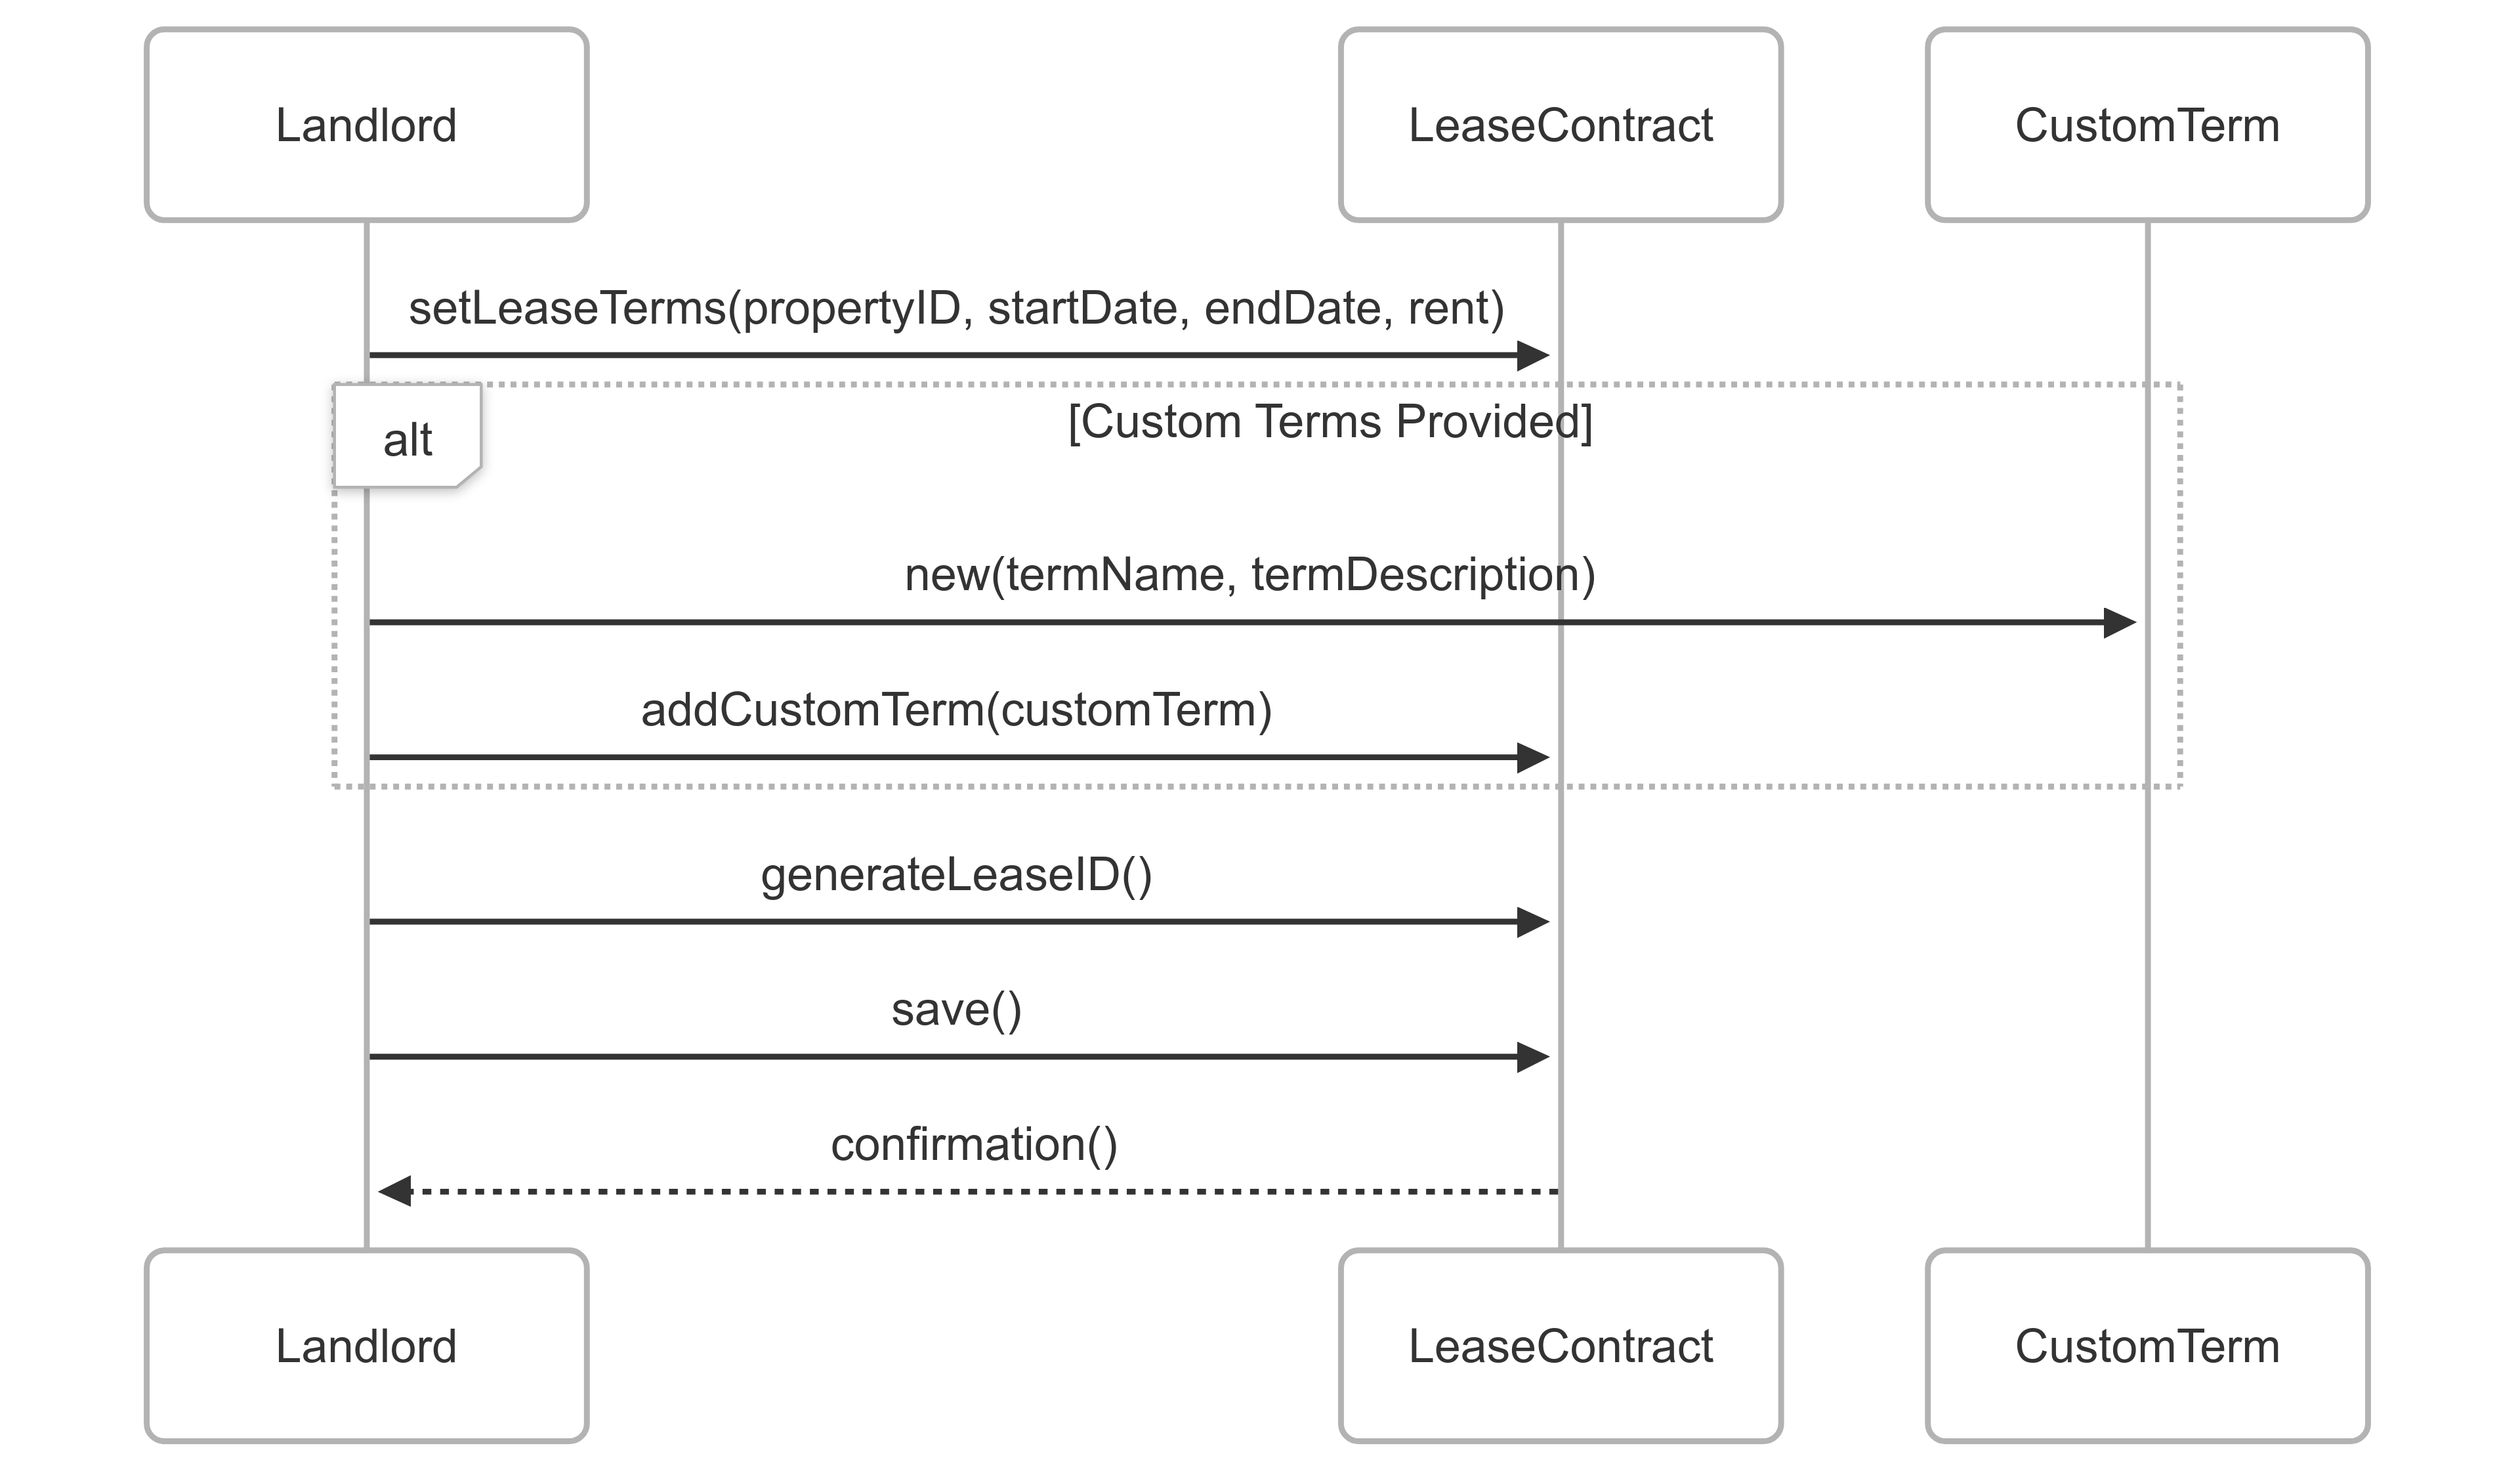 Landlord
LeaseContract
CustomTerm
setLeaseTerms(propertyID, startDate, endDate, rent)
alt
[Custom Terms Provided]
new(termName, termDescription)
addCustomTerm(customTerm)
generateLeaseID()
save()
confirmation()
Landlord
LeaseContract
CustomTerm